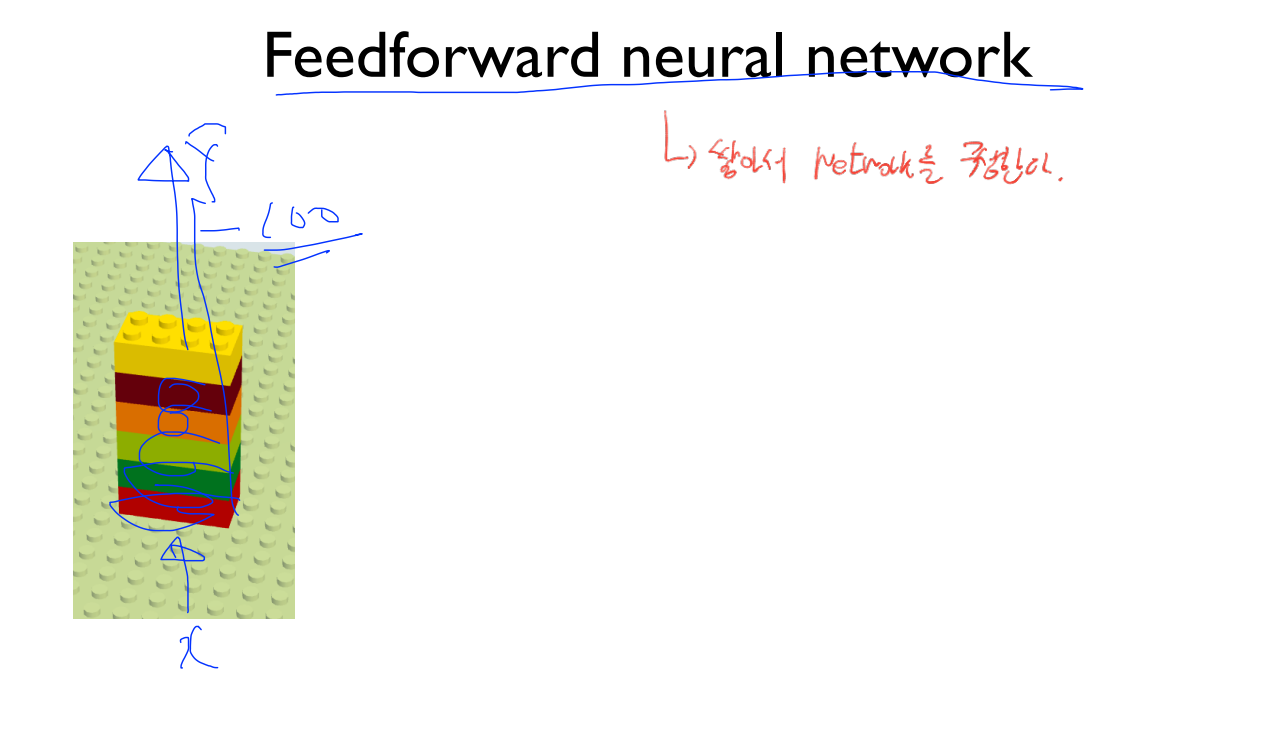 Feedforward neural network
쌓아서 network를 구성한다.
ŷ
100
x